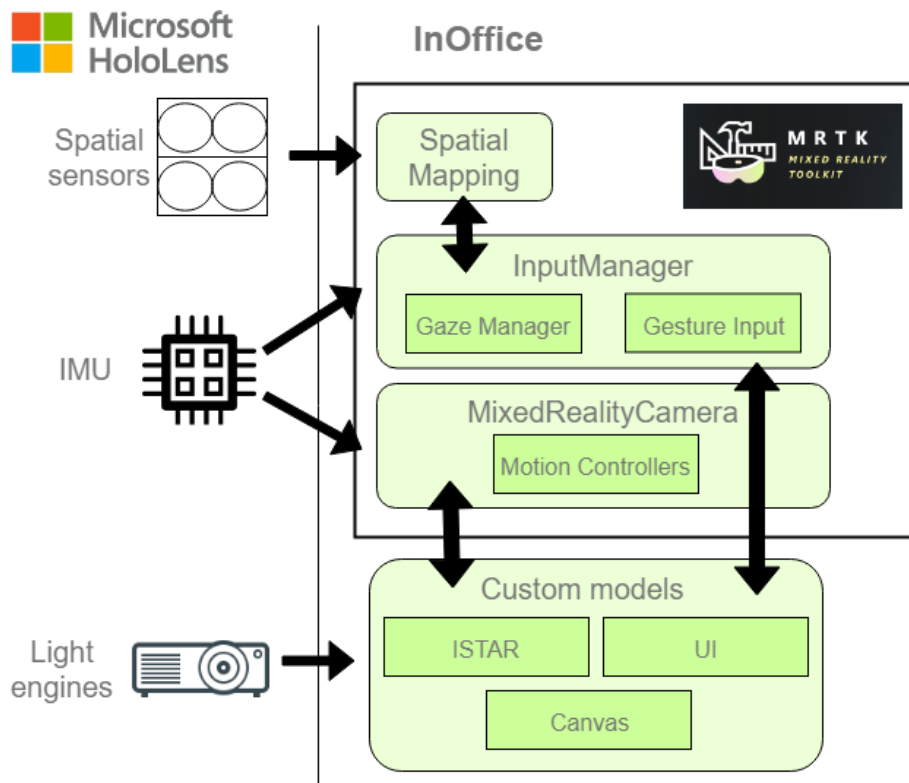 Microsoft
HoloLens
InOffice
Spatial
sensors
Spatial
Mapping
MRTK
MIXED REALITY
TOOLKIT
InputManager
Gaze Manager
Gesture Input
IMU
MixedRealityCamera
Motion Controllers
Custom models
ISTAR
UI
Light
engines
Canvas